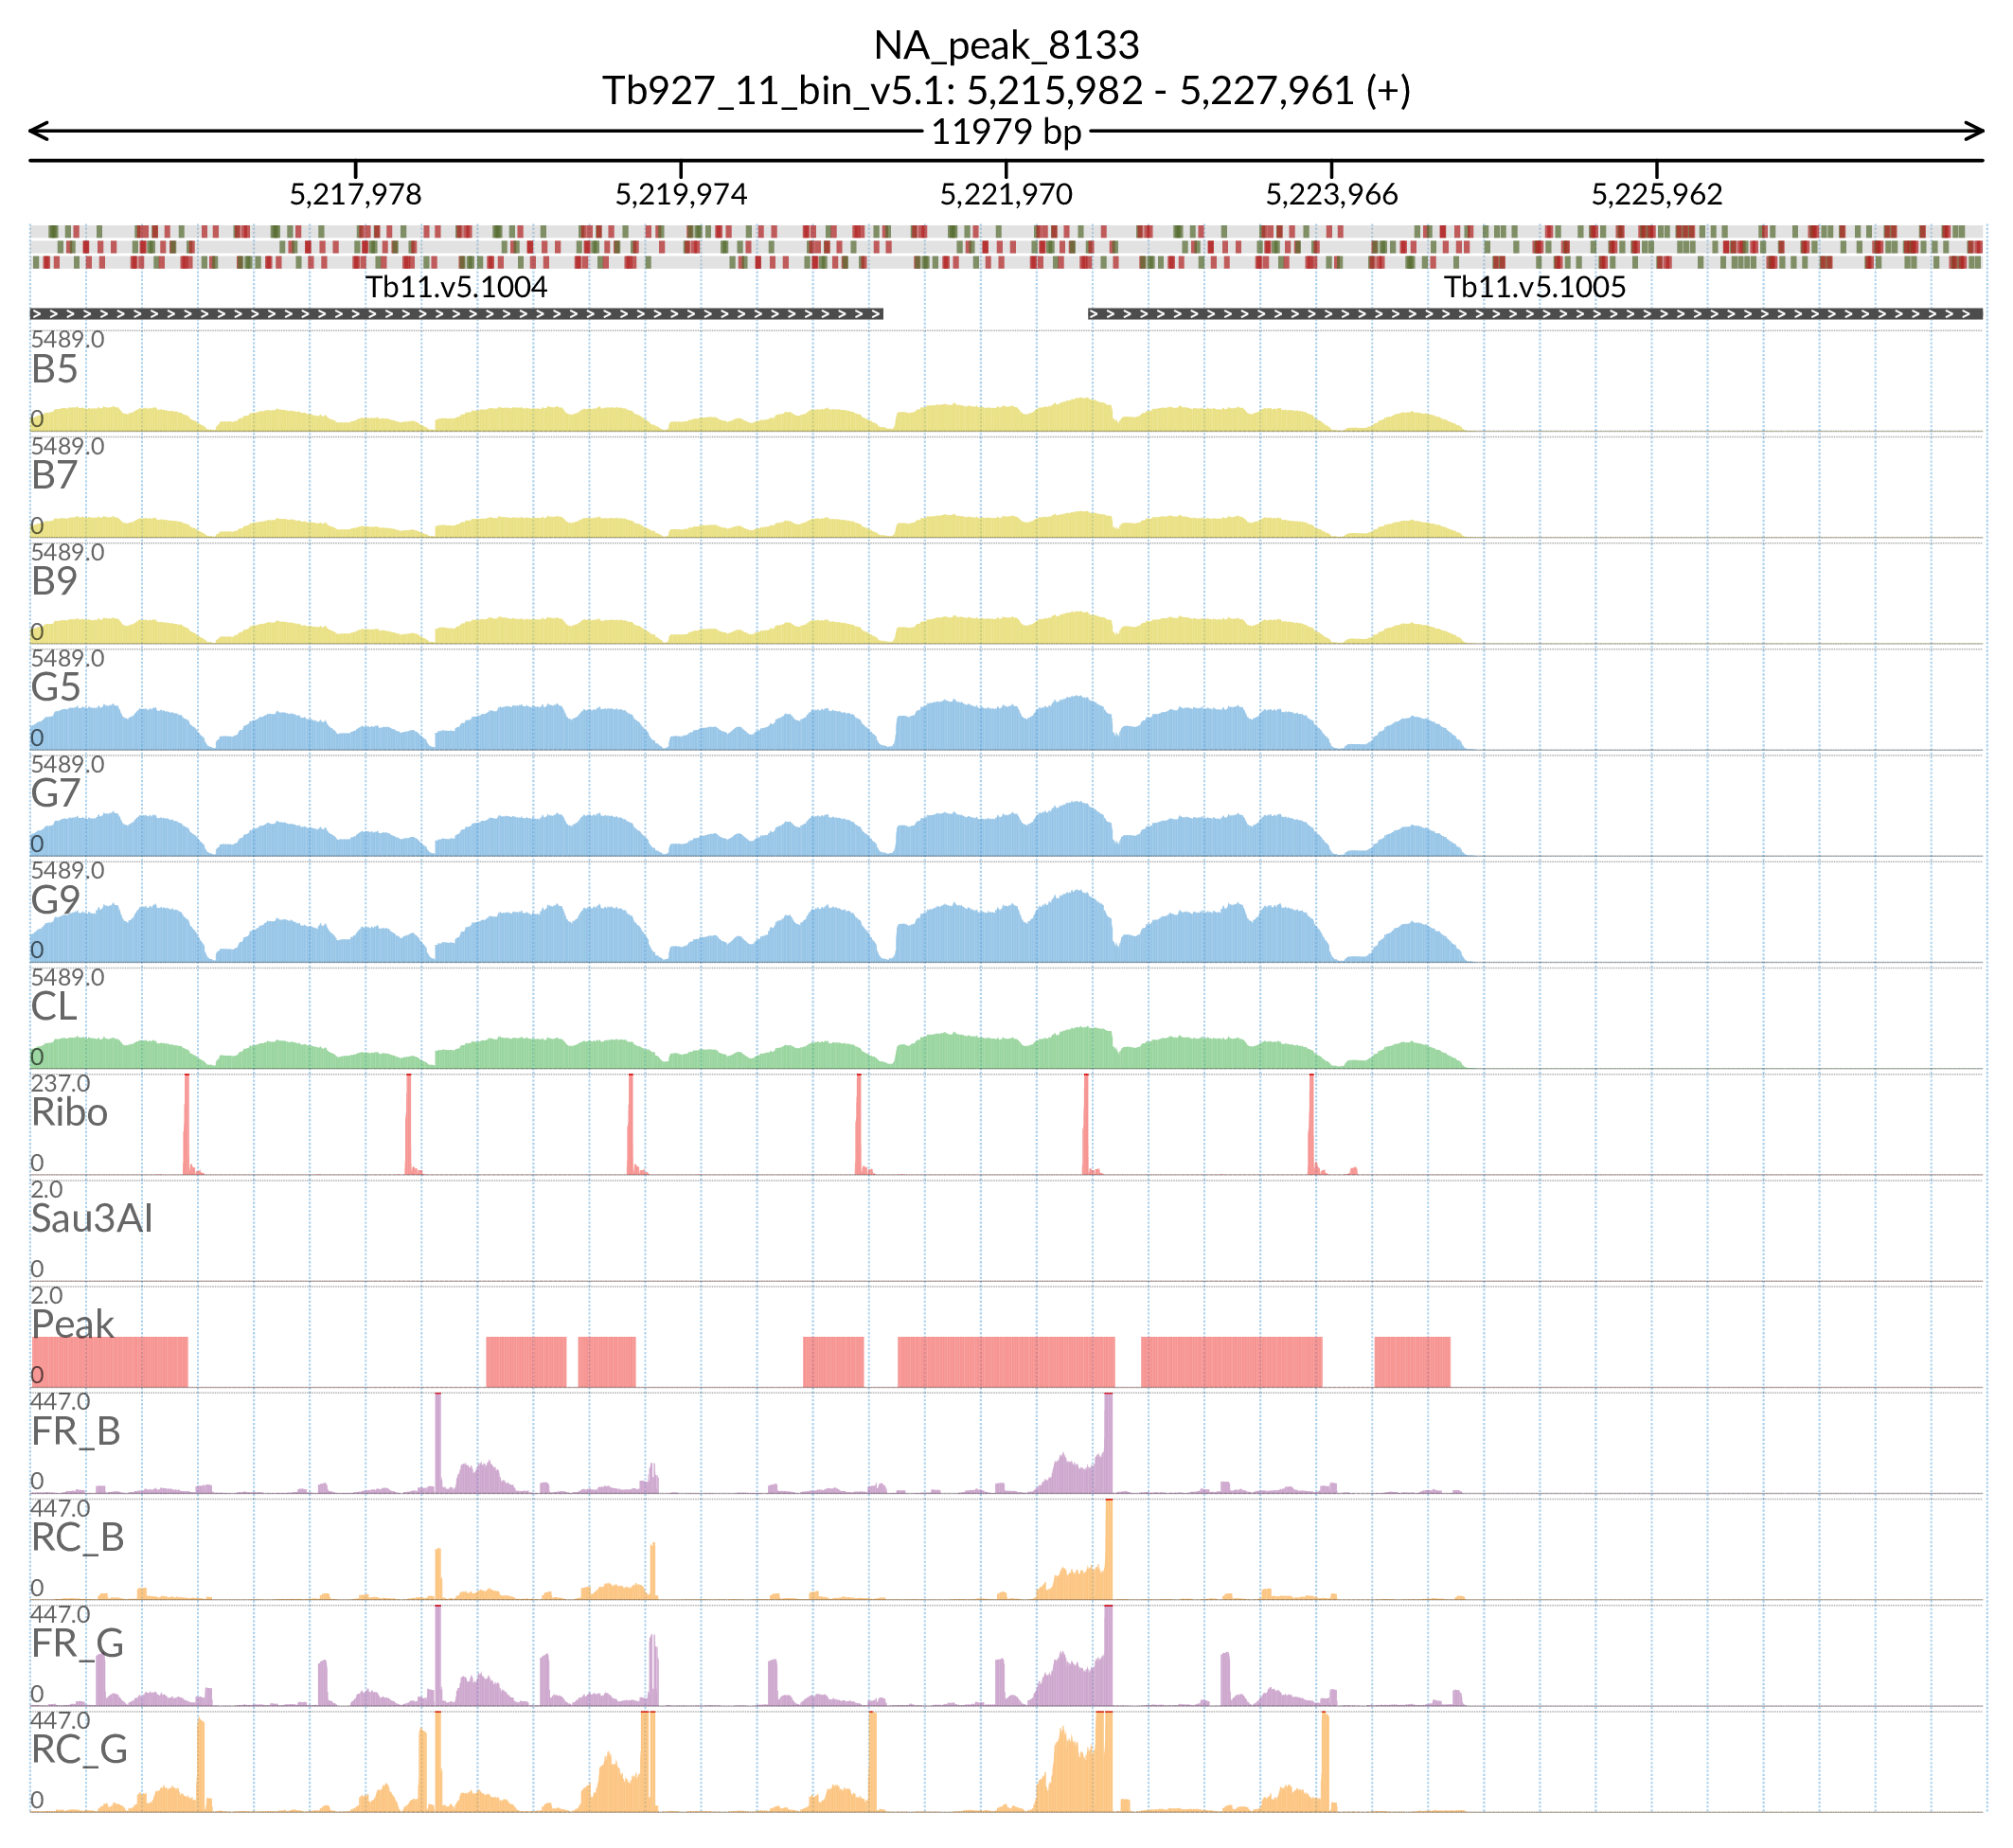 NA_peak_8133
Tb927_11_bin_v5.1: 5,215,982 - 5,227,961 (+)
11979 bp
5,217,978 5,219,974 5,221,970 5,223,966 5,225,962
Tb11.v5.1004 Tb11.v5.1005
5489.0
B5
0
5489.0
B7
0
5489.0
B9
0
5489.0
G5
0
5489.0
G7
0
5489.0
G9
0
5489.0
CL
0
237.0
Ribo
0
2.0
Sau3AI
0
2.0
Peak
0
447.0
FR_B
0
447.0
RC_B
0
447.0
FR_G
0
447.0
RC_G
0